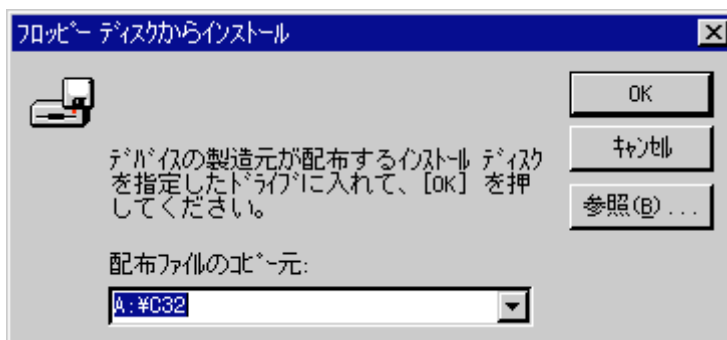 ﾌﾛｯﾋﾟｰ ﾃﾞｨｽｸからｲﾝｽﾄｰﾙ
OK
ﾃﾞﾊﾞｲｽの製造元が配布するｲﾝｽﾄｰﾙ ﾃﾞｨｽｸ
を指定したﾄﾞﾗｲﾌﾞに入れて、[OK] を押
してください。
ｷｬﾝｾﾙ
参照(B)...
配布ﾌｧｲﾙのｺﾋﾟｰ元:
A:¥C32